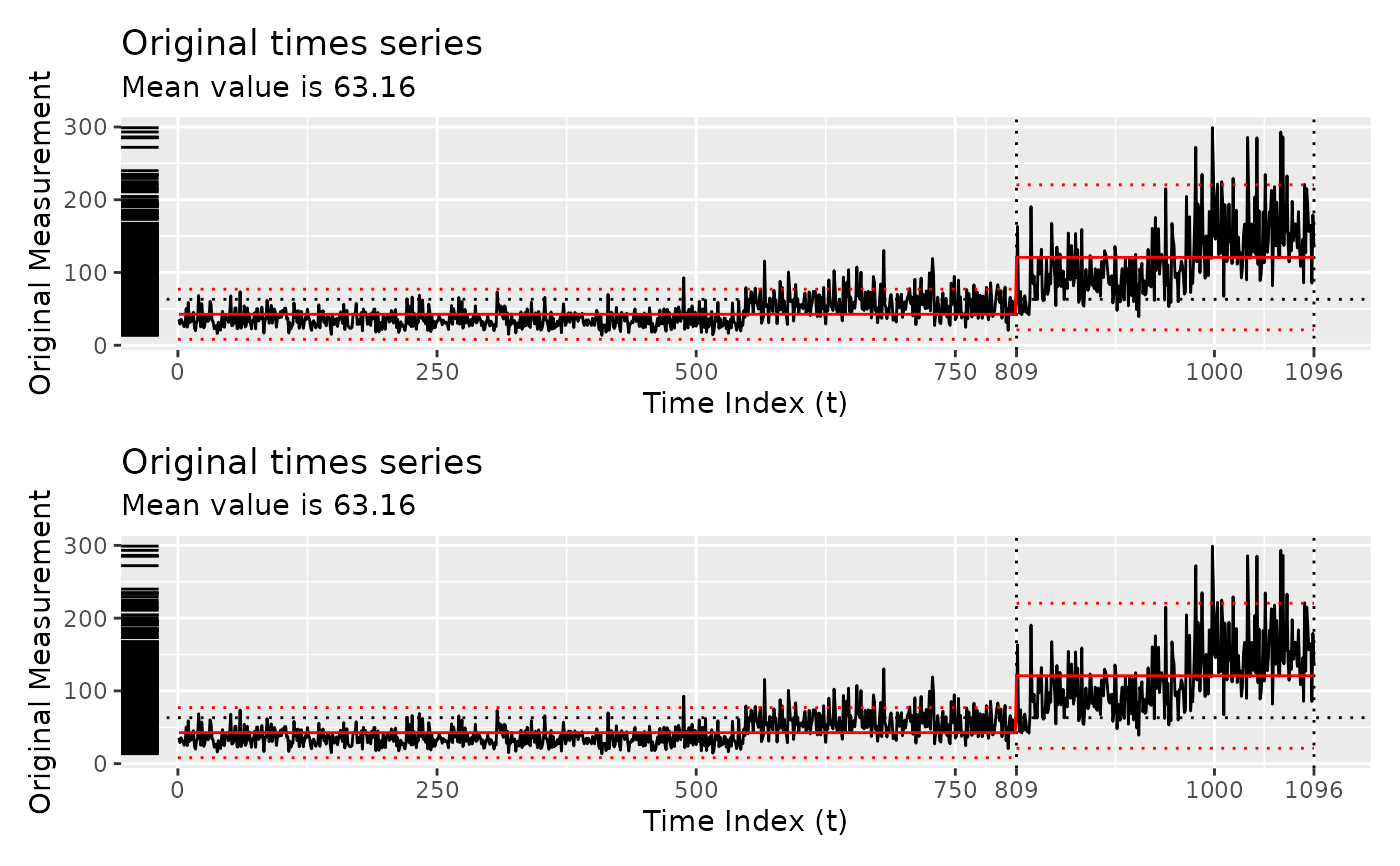 Original times series
Mean value is 63.16
Original Measurement
300
200
100
0
0 250 500 750 809 1000 1096
Time Index (t)
Original times series
Mean value is 63.16
Original Measurement
300
200
100
0
0 250 500 750 809 1000 1096
Time Index (t)